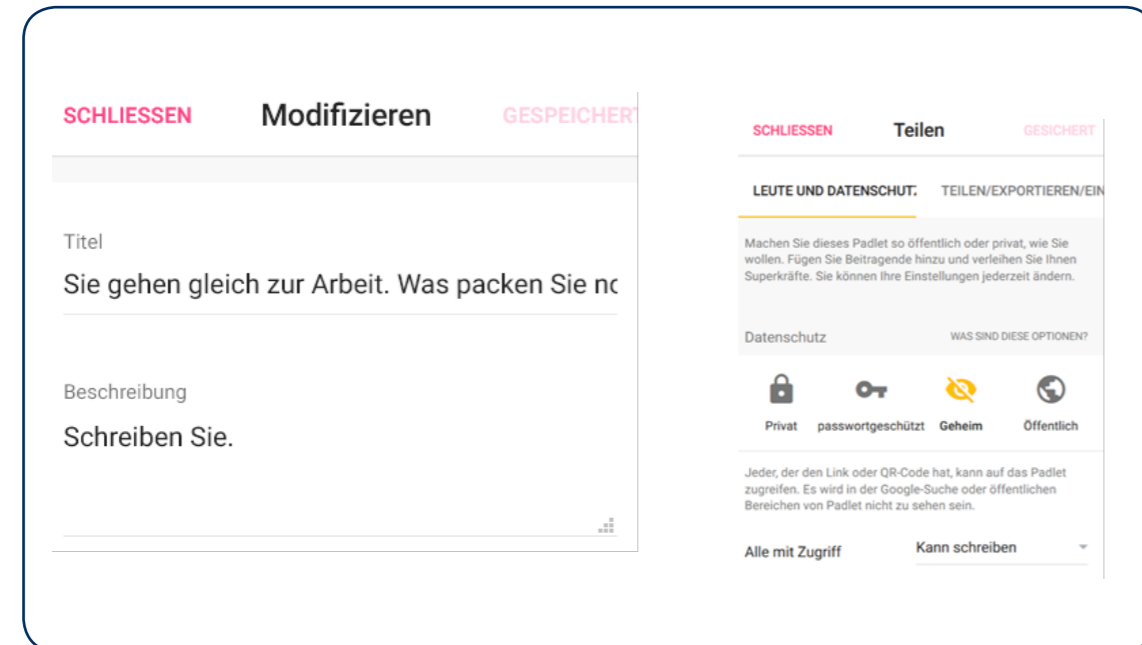 SCHLIESSEN Modifizieren GESPEICHERT
Titel
Sie gehen gleich zur Arbeit. Was packen Sie
Beschreibung
Schreiben Sie.
SCHLIESSEN Teilen GESICHERT
LEUTE UND DATENSCHUTZ TEILEN/EXPORTIEREN/EIN
Machen Sie dieses Padlet so öffentlich oder privat, wie Sie
wollen. Fügen Sie Beitragende hinzu und verleihen Sie Ihnen
Superkräfte. Sie können Ihre Einstellungen jederzeit ändern.
Datenschutz WAS SIND DIESE OPTIONEN?
Privat passwortgeschützt Geheim Öffentlich
Jeder, der den Link oder QR-Code hat, kann auf das Padlet
zugreifen. Es wird in der Google-Suche oder öffentlichen
Bereichen von Padlet nicht zu sehen sein.
Alle mit Zugriff Kann schreiben